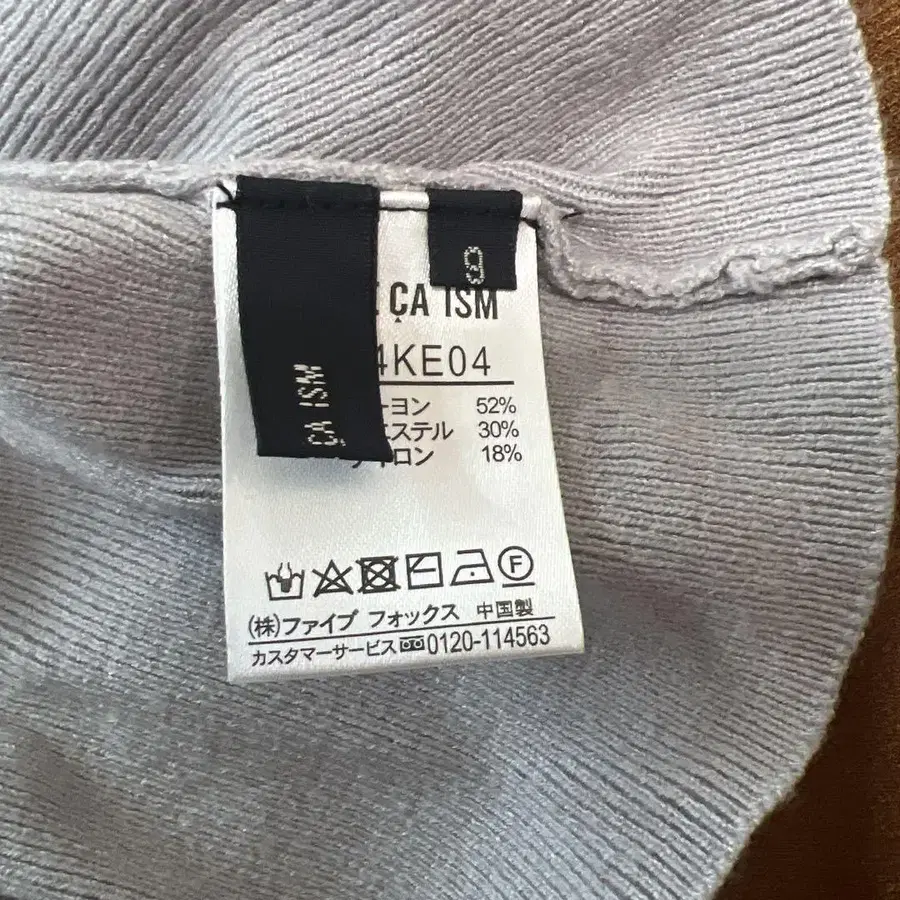 ÇA ISM
9
ÇA ISM
4KE04
ーヨン 52%
エステル 30%
イロン 18%
F
(株)ファイブ フォックス 中国製
カスタマーサービス 0120-114563